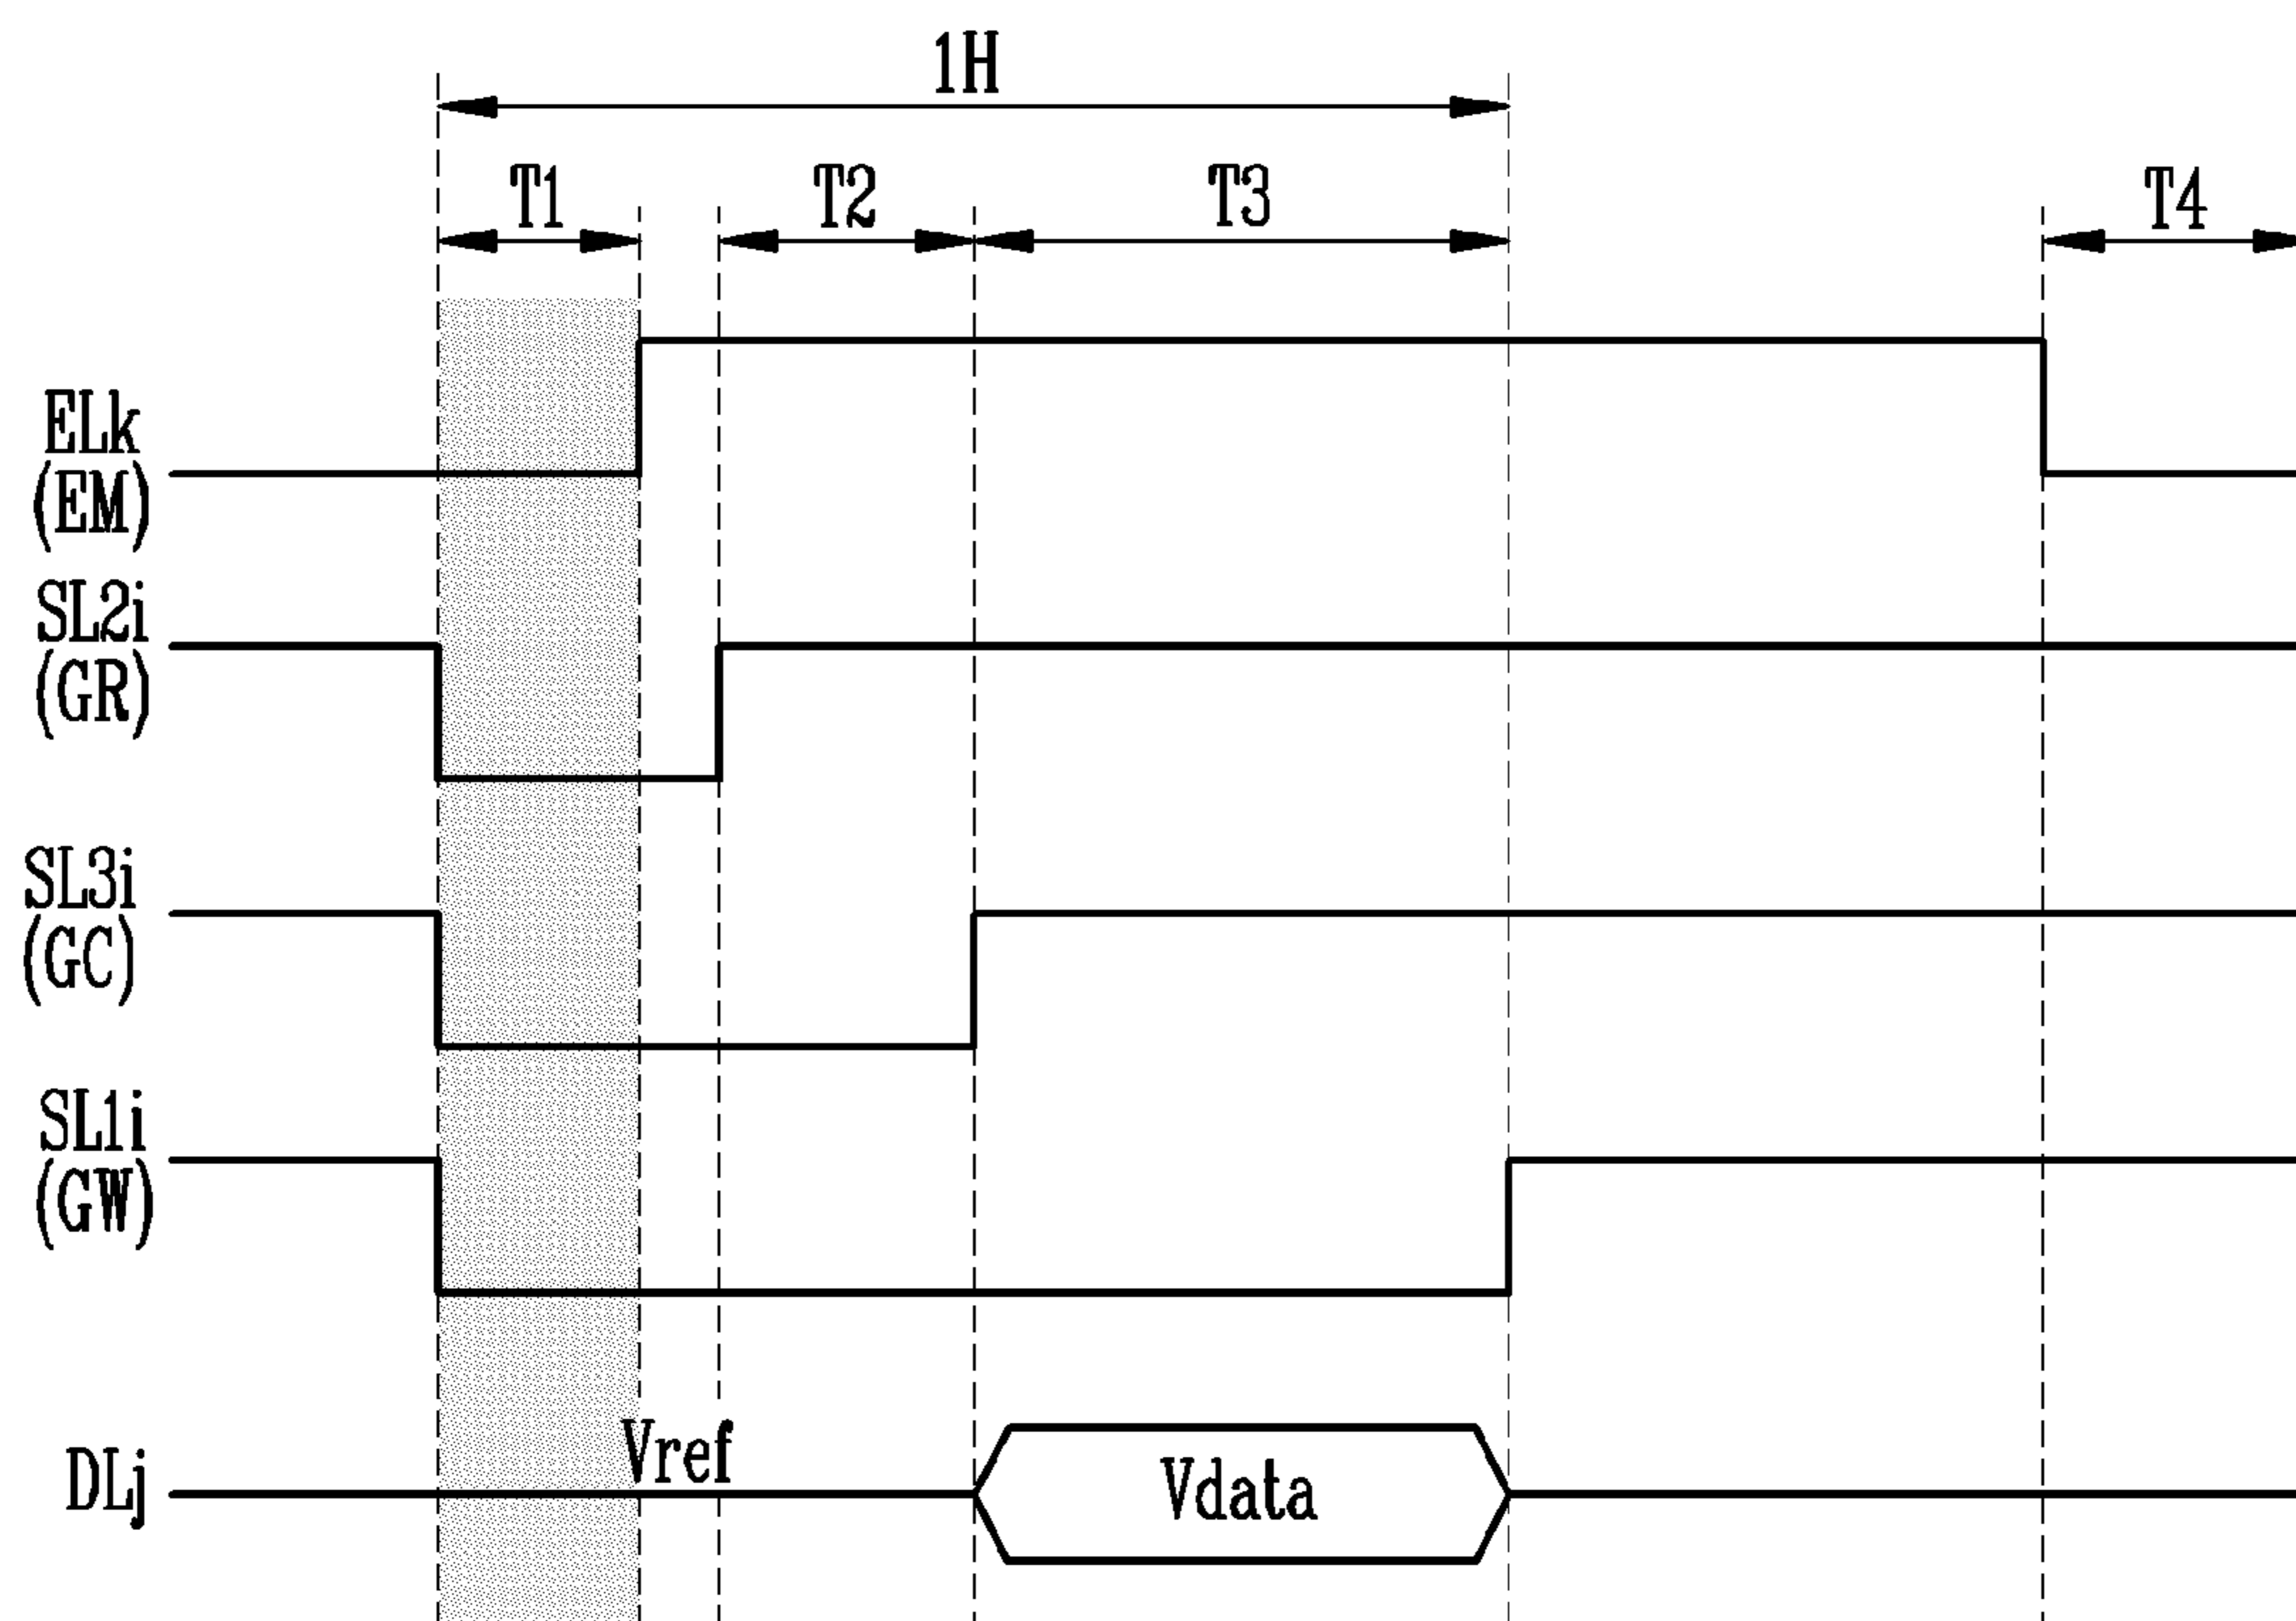 1H
T1 T2 T3 T4
ELk
(EM)
SL2i
(GR)
SL3i
(GC)
SL1i
(GW)
Vref
DLj Vdata